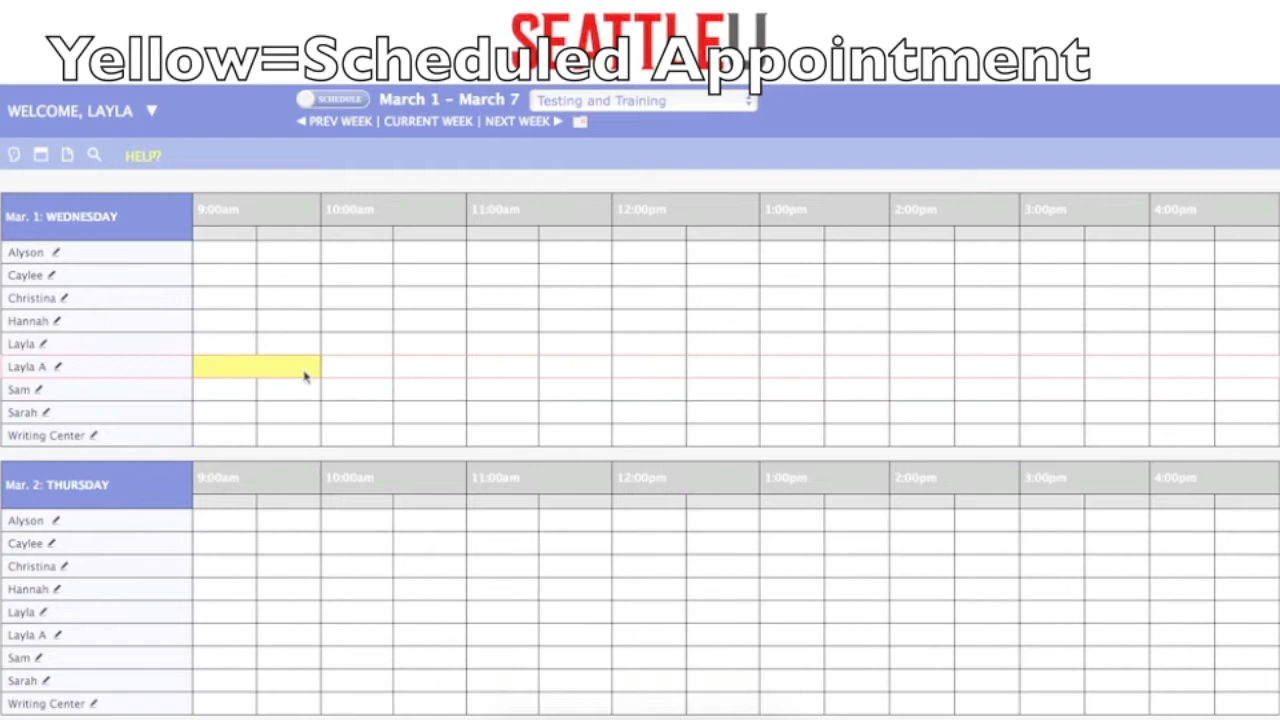 SEATTLEU
Yellow=Scheduled Appointment
WELCOME, LAYLA ▼
SCHEDULE March 1 - March 7 Testing and Training
◀ PREV WEEK | CURRENT WEEK | NEXT WEEK ▶
HELP?
Mar. 1: WEDNESDAY 9:00am 10:00am 11:00am 12:00pm 1:00pm 2:00pm 3:00pm 4:00pm
Alyson
Caylee
Christina
Hannah
Layla
Layla A
Sam
Sarah
Writing Center
Mar. 2: THURSDAY 9:00am 10:00am 11:00am 12:00pm 1:00pm 2:00pm 3:00pm 4:00pm
Alyson
Caylee
Christina
Hannah
Layla
Layla A
Sam
Sarah
Writing Center